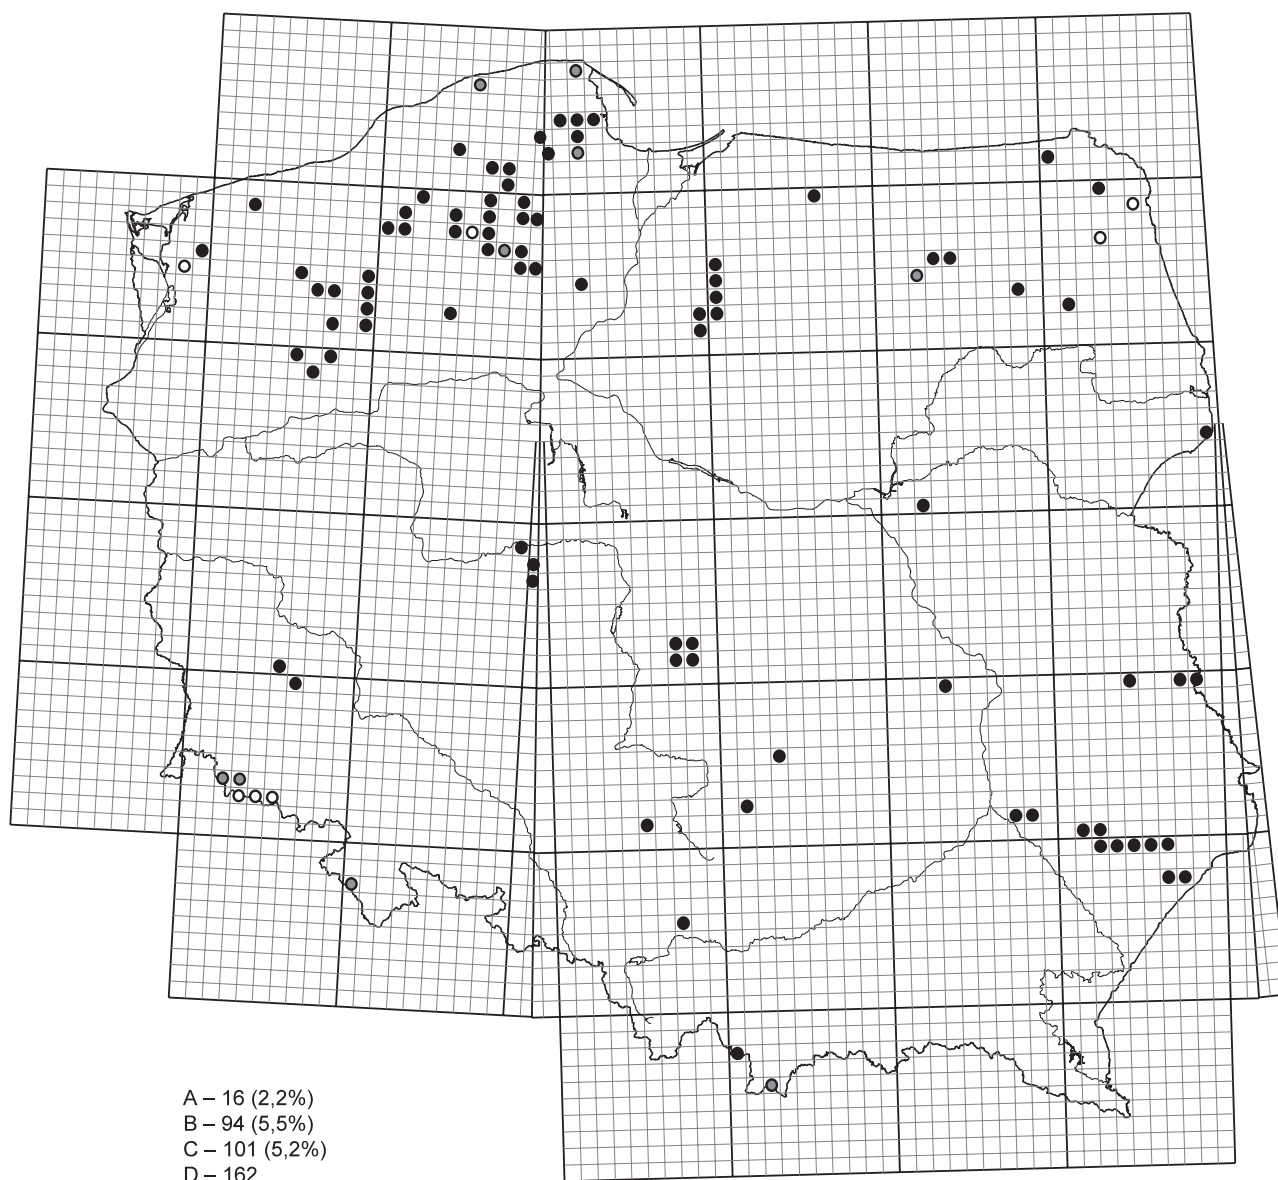 A – 16 (2,2%)
B – 94 (5,5%)
C – 101 (5,2%)
D – 162